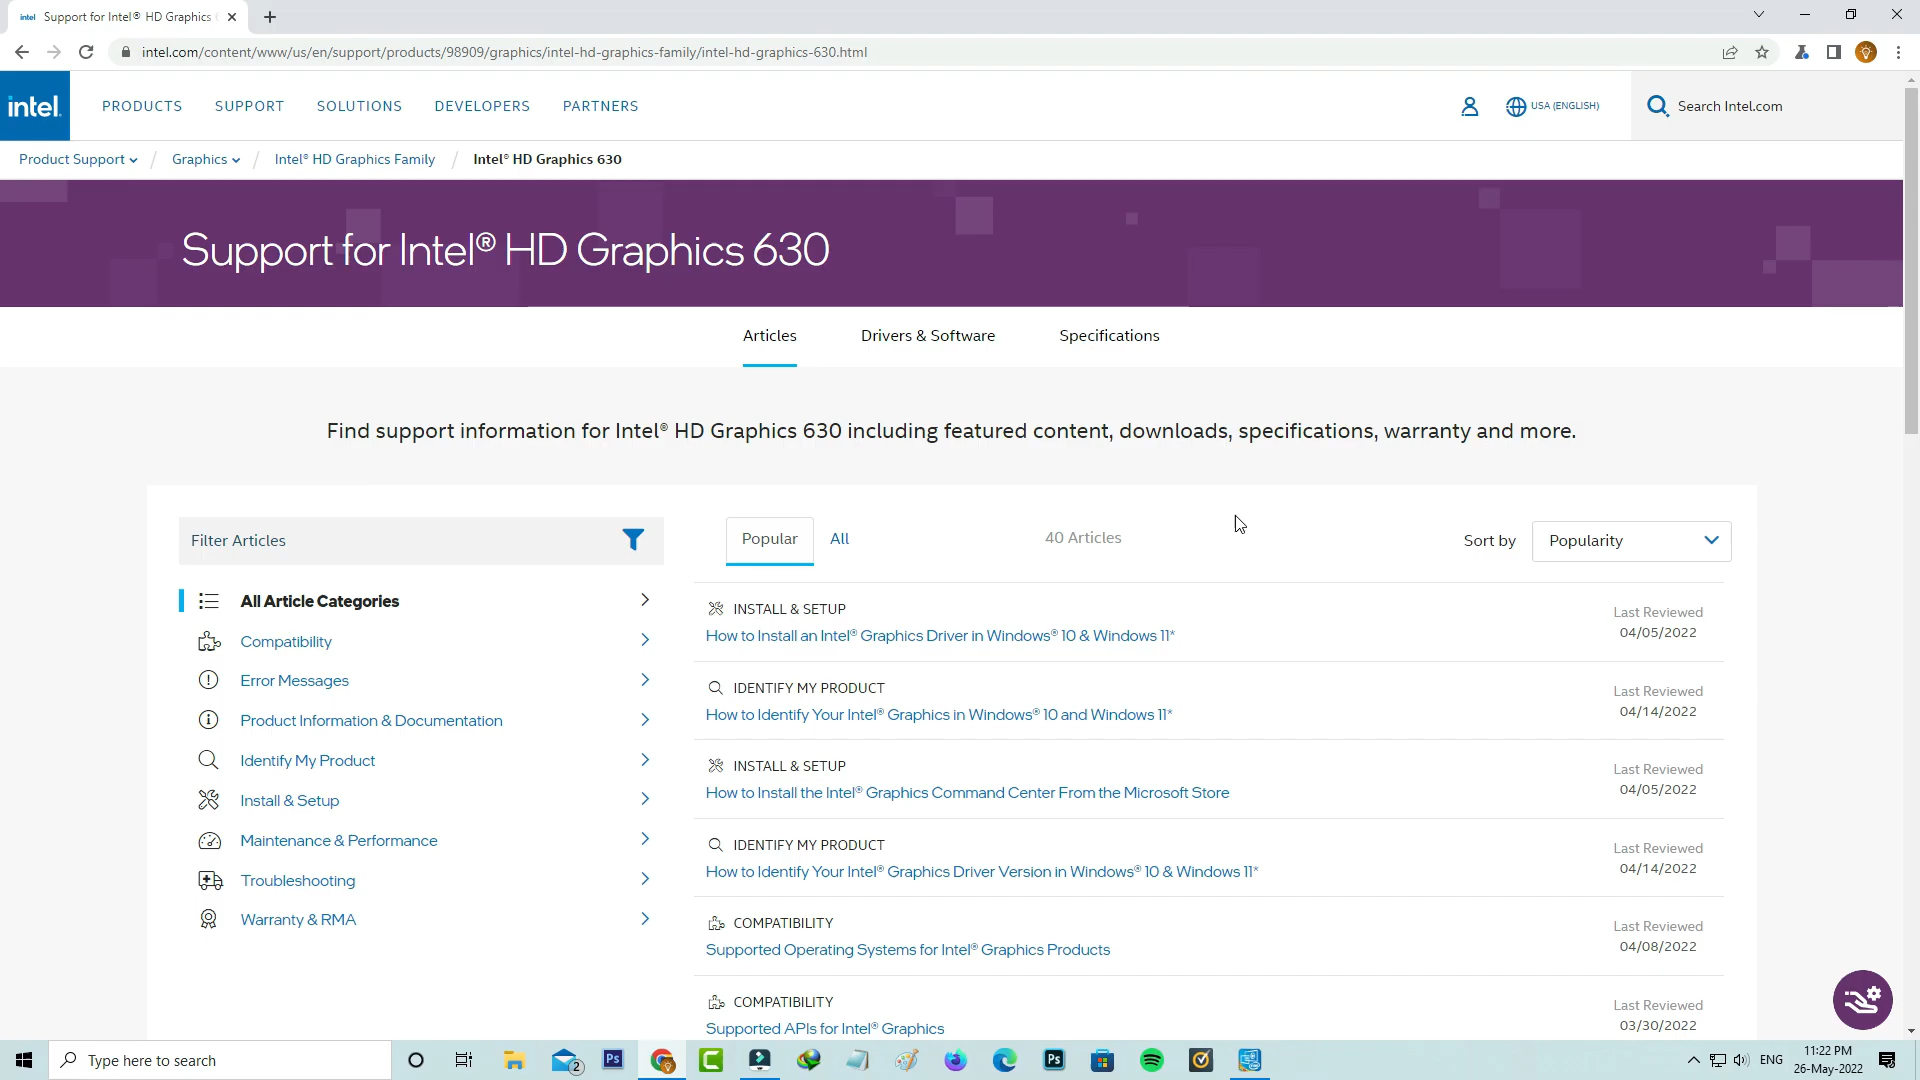 intel Support for Intel® HD Graphics
intel.com/content/www/us/en/support/products/98909/graphics/intel-hd-graphics-family/intel-hd-graphics-630.html
intel.
PRODUCTS SUPPORT SOLUTIONS DEVELOPERS PARTNERS
USA (ENGLISH)
Search Intel.com
Product Support / Graphics / Intel® HD Graphics Family / Intel® HD Graphics 630
Support for Intel® HD Graphics 630
Articles Drivers & Software Specifications
Find support information for Intel® HD Graphics 630 including featured content, downloads, specifications, warranty and more.
Filter Articles
All Article Categories
Compatibility
Error Messages
Product Information & Documentation
Identify My Product
Install & Setup
Maintenance & Performance
Troubleshooting
Warranty & RMA
Popular All 40 Articles Sort by Popularity
INSTALL & SETUP
How to Install an Intel® Graphics Driver in Windows® 10 & Windows 11*
Last Reviewed
04/05/2022
IDENTIFY MY PRODUCT
How to Identify Your Intel® Graphics in Windows® 10 and Windows 11*
Last Reviewed
04/14/2022
INSTALL & SETUP
How to Install the Intel® Graphics Command Center From the Microsoft Store
Last Reviewed
04/05/2022
IDENTIFY MY PRODUCT
How to Identify Your Intel® Graphics Driver Version in Windows® 10 & Windows 11*
Last Reviewed
04/14/2022
COMPATIBILITY
Supported Operating Systems for Intel® Graphics Products
Last Reviewed
04/08/2022
COMPATIBILITY
Supported APIs for Intel® Graphics
Last Reviewed
03/30/2022
Type here to search
2
Ps
Ps
ENG
11:22 PM
26-May-2022